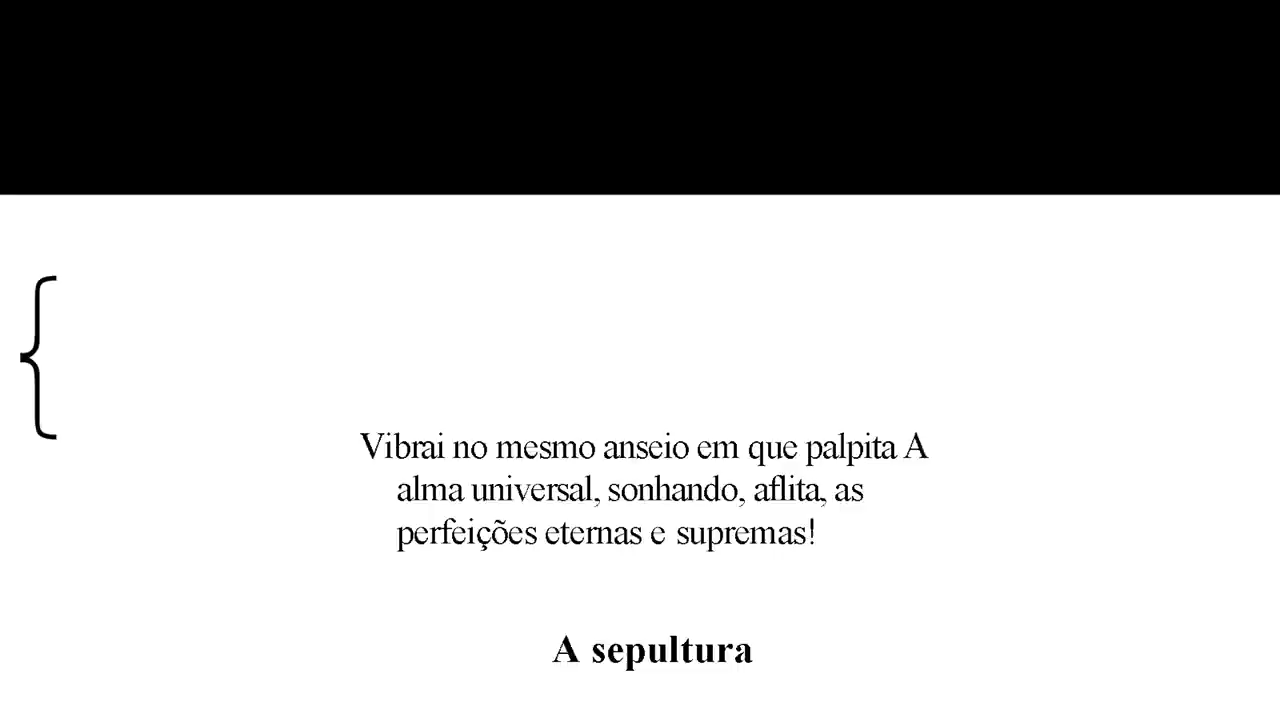 Vibrai no mesmo anseio em que palpita A
alma universal, sonhando, aflita, as
perfeições eternas e supremas!
A sepultura